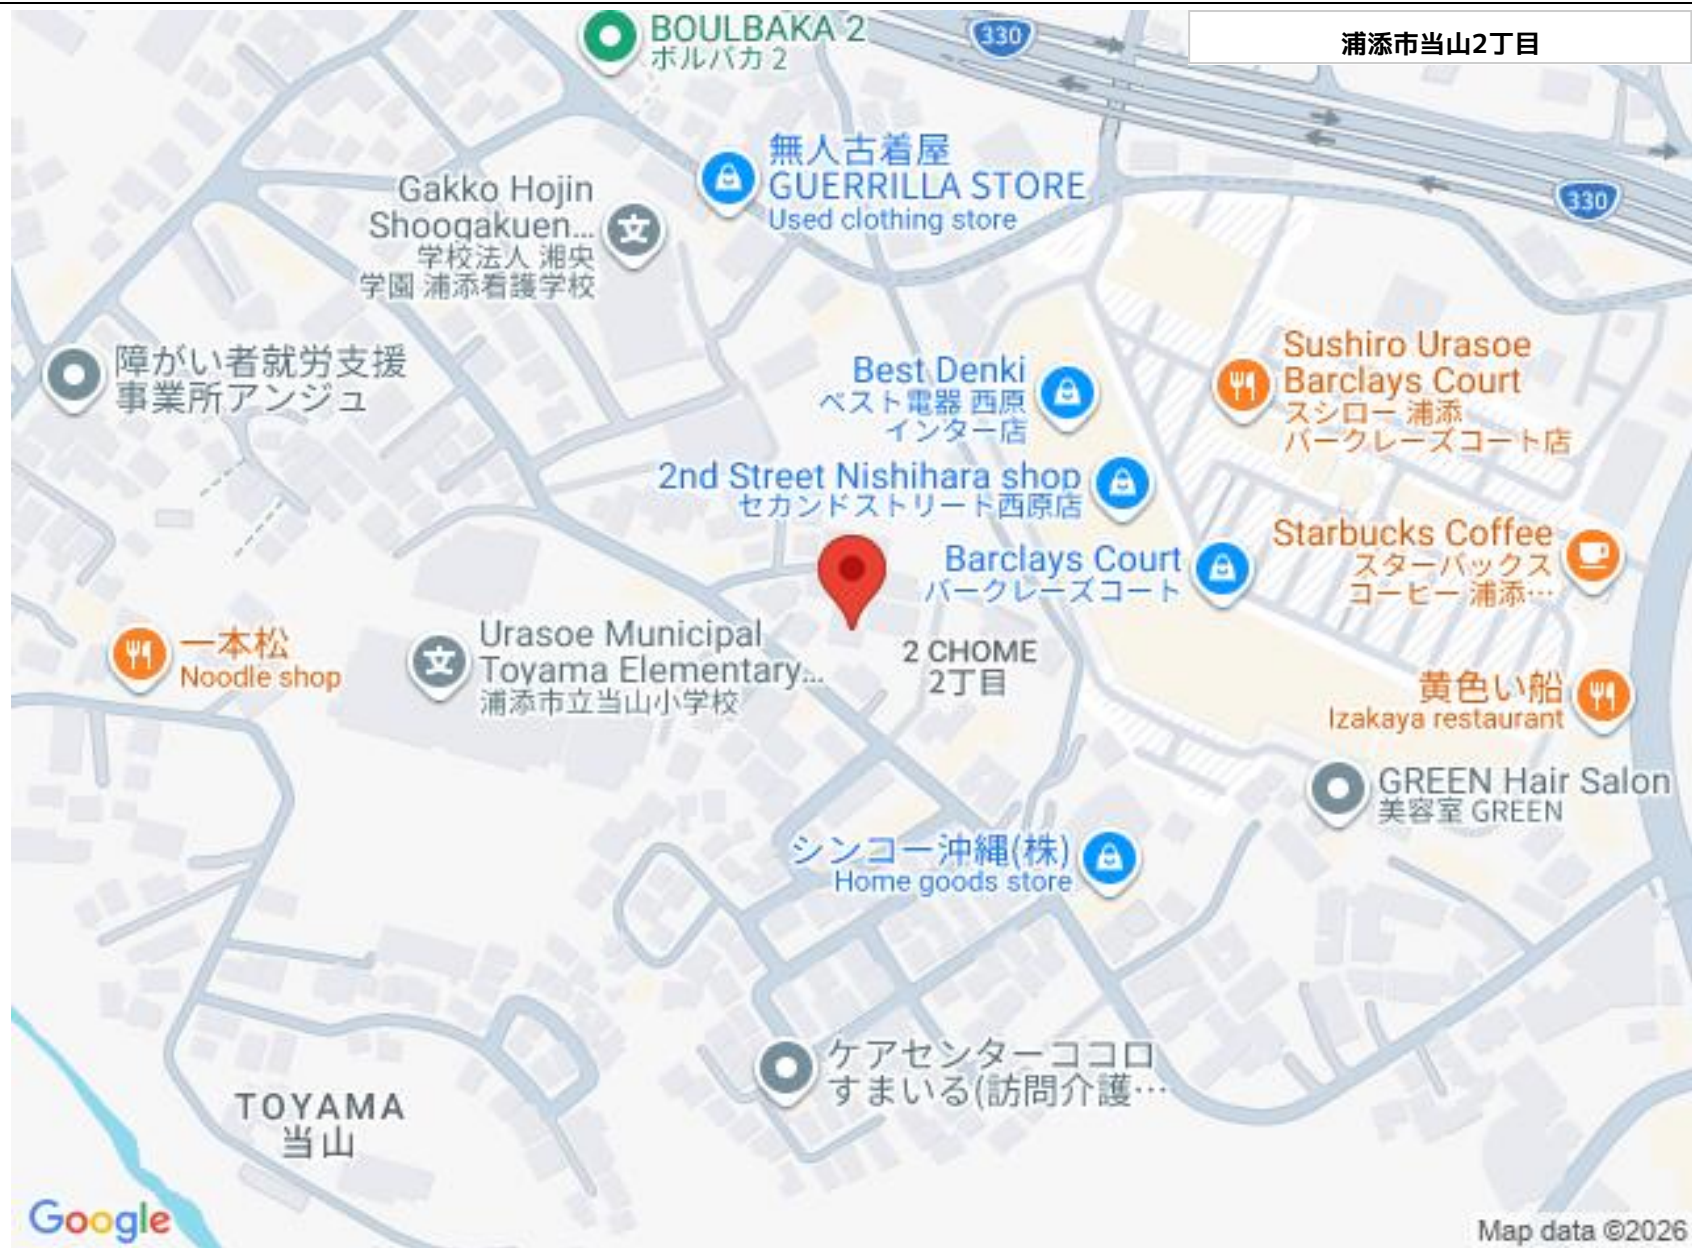 浦添市当山2丁目
BOULBAKA 2
ボルバカ 2
330
無人古着屋
GUERRILLA STORE
Used clothing store
Gakko Hojin
Shoogakuen...
学校法人 湘央
学園 浦添看護学校
330
障がい者就労支援
事業所アンジュ
Best Denki
ベスト電器 西原
インター店
Sushiro Urasoe
Barclays Court
スシロー 浦添
バークレーズコート店
2nd Street Nishihara shop
セカンドストリート西原店
Barclays Court
バークレーズコート
Starbucks Coffee
スターバックス
コーヒー 浦添…
一本松
Noodle shop
Urasoe Municipal
Toyama Elementary...
浦添市立当山小学校
2 CHOME
2丁目
黄色い船
Izakaya restaurant
GREEN Hair Salon
美容室 GREEN
シンコー沖縄(株)
Home goods store
ケアセンターココロ
すまいる(訪問介護…
TOYAMA
当山
Google
Map data ©2026